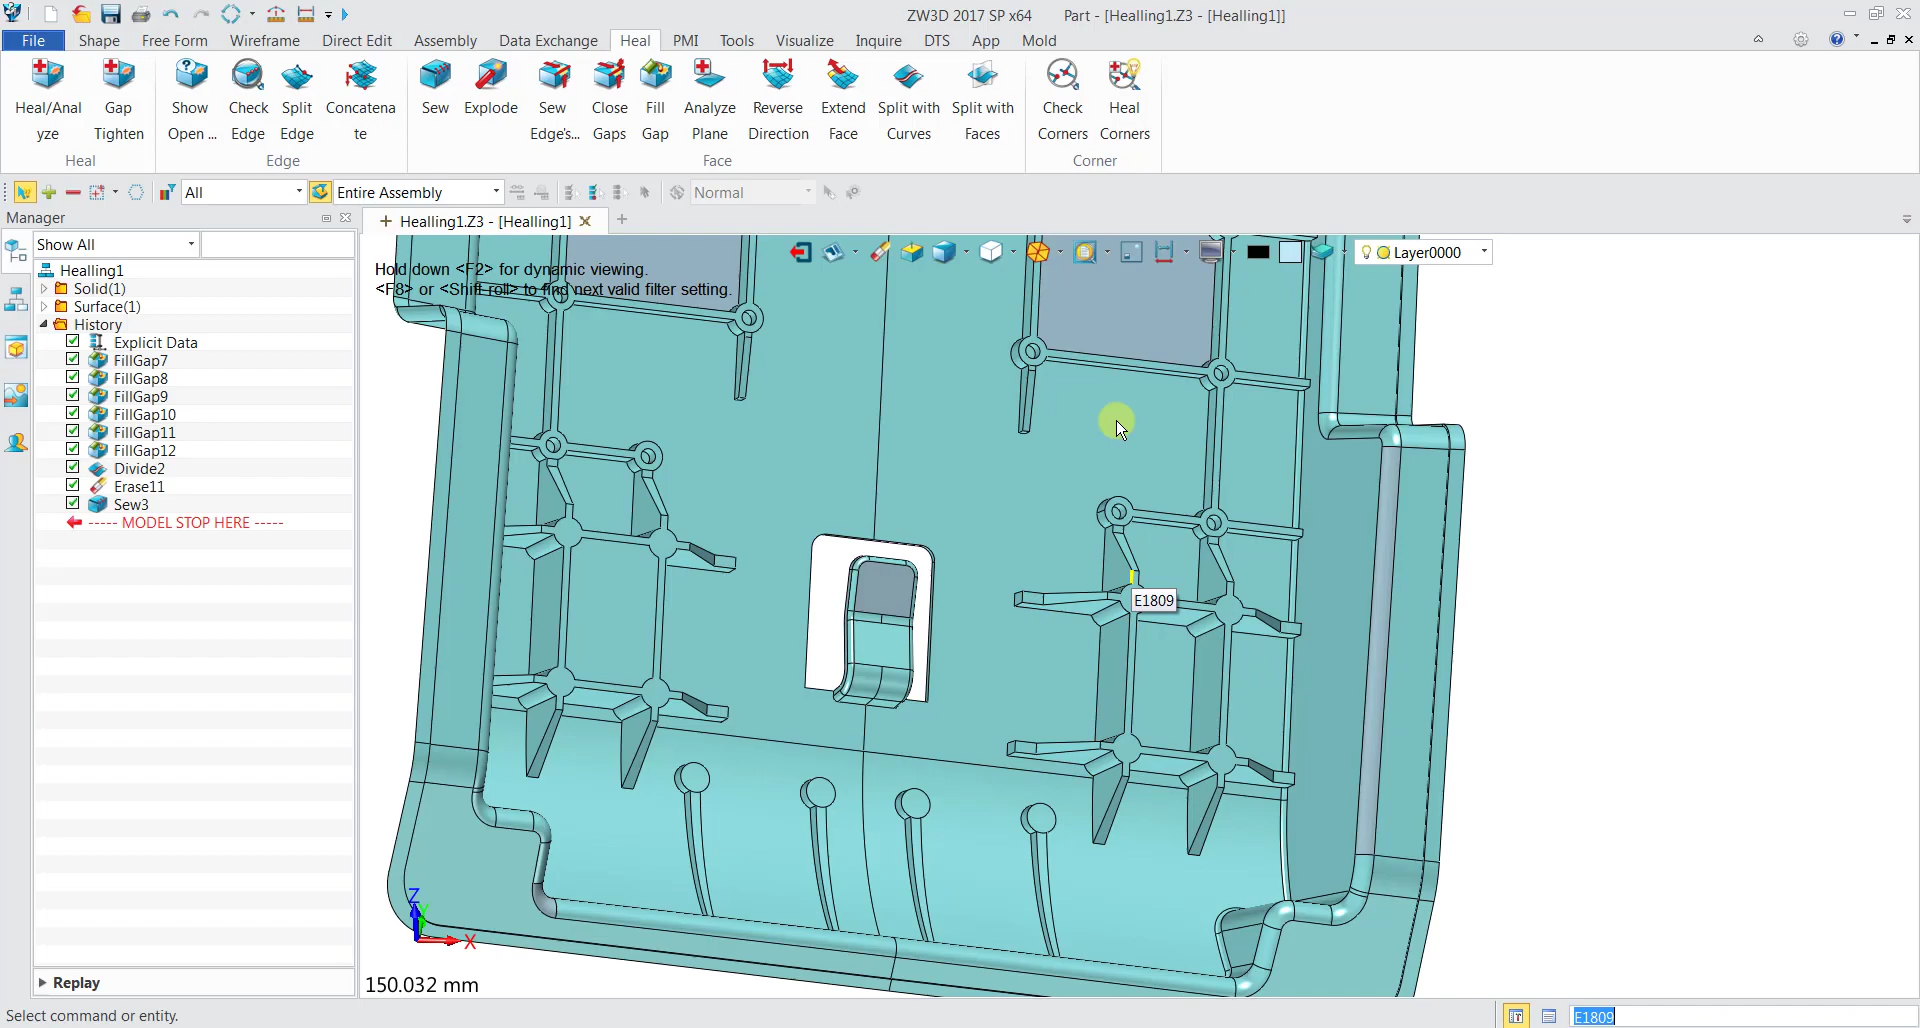 ZW3D 2017 SP x64 Part - [Healling1.Z3 - [Healling1]]
File Shape Free Form Wireframe Direct Edit Assembly Data Exchange Heal PMI Tools Visualize Inquire DTS App Mold
Heal/Anal
yze
Gap
Tighten
Show
Open ...
Check
Edge
Split
Edge
Concatena
te
Sew
Explode
Sew
Edge's...
Close
Gaps
Fill
Gap
Analyze
Plane
Reverse
Direction
Extend
Face
Split with
Curves
Split with
Faces
Check
Corners
Heal
Corners
Heal Edge Face Corner
All Entire Assembly Normal
Manager
Healling1.Z3 - [Healling1]
Show All
Layer0000
Hold down <F2> for dynamic viewing.
<F8> or <Shift-roll> to find next valid filter setting.
Healling1
Solid(1)
Surface(1)
History
Explicit Data
FillGap7
FillGap8
FillGap9
FillGap10
FillGap11
FillGap12
Divide2
Erase11
Sew3
----- MODEL STOP HERE -----
E1809
Z
Y
X
Replay
150.032 mm
Select command or entity.
E1809